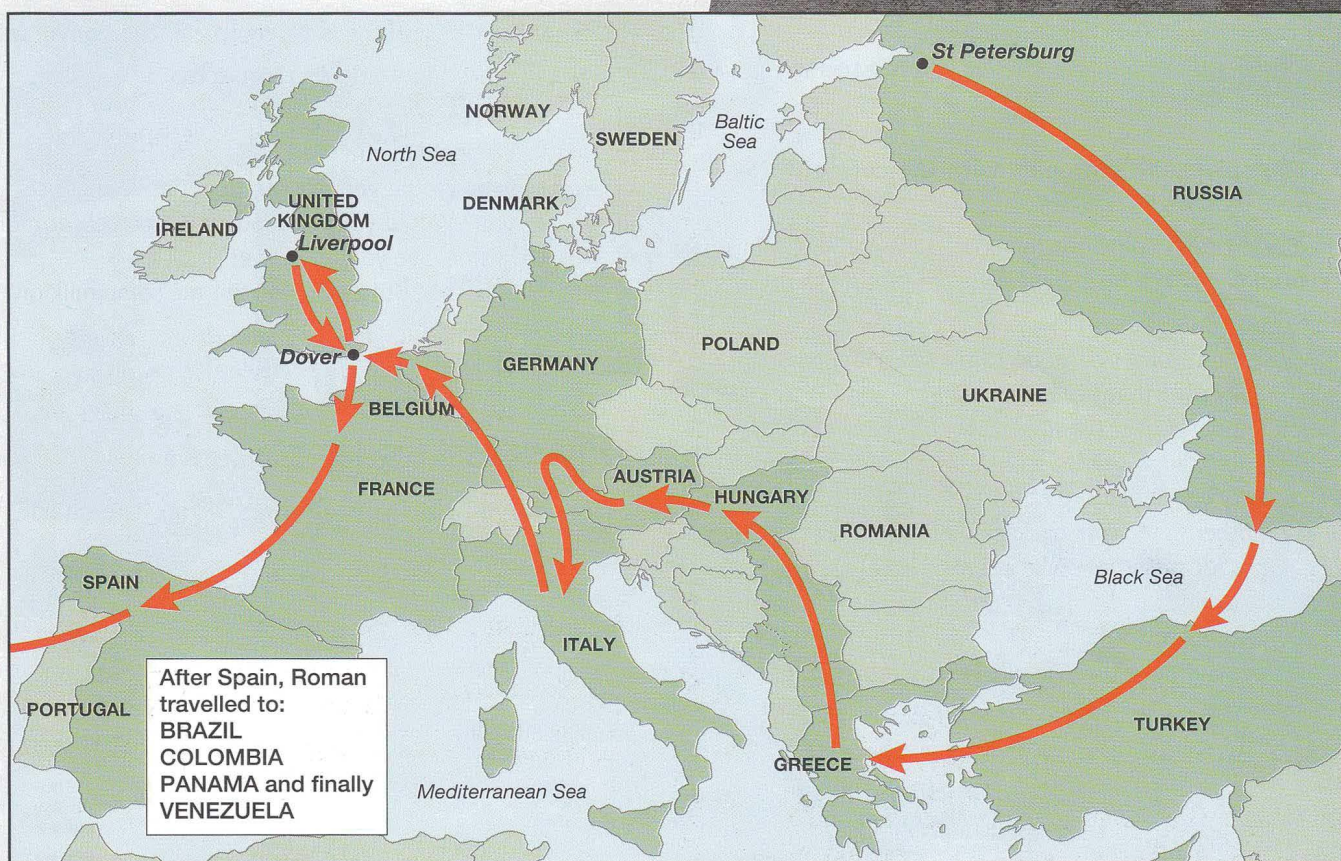 St Petersburg
NORWAY
SWEDEN
Baltic
Sea
North Sea
RUSSIA
DENMARK
UNITED
KINGDOM
IRELAND
Liverpool
POLAND
Dover
GERMANY
UKRAINE
BELGIUM
FRANCE
AUSTRIA
HUNGARY
ROMANIA
SPAIN
Black Sea
ITALY
PORTUGAL
TURKEY
GREECE
Mediterranean Sea
After Spain, Roman
travelled to:
BRAZIL
COLOMBIA
PANAMA and finally
VENEZUELA